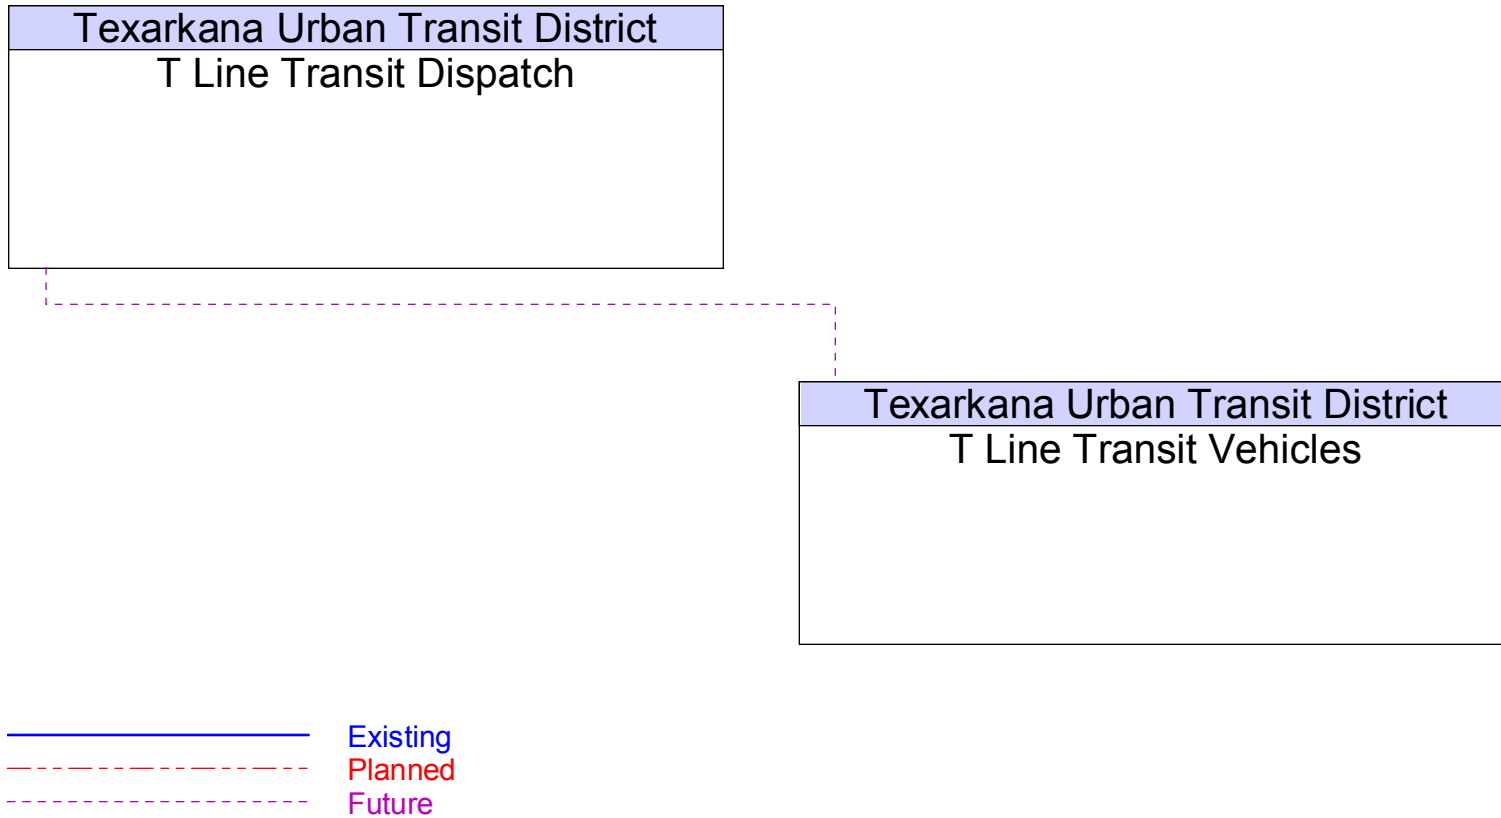 Texarkana Urban Transit District
T Line Transit Dispatch
Texarkana Urban Transit District
T Line Transit Vehicles
Existing
Planned
Future